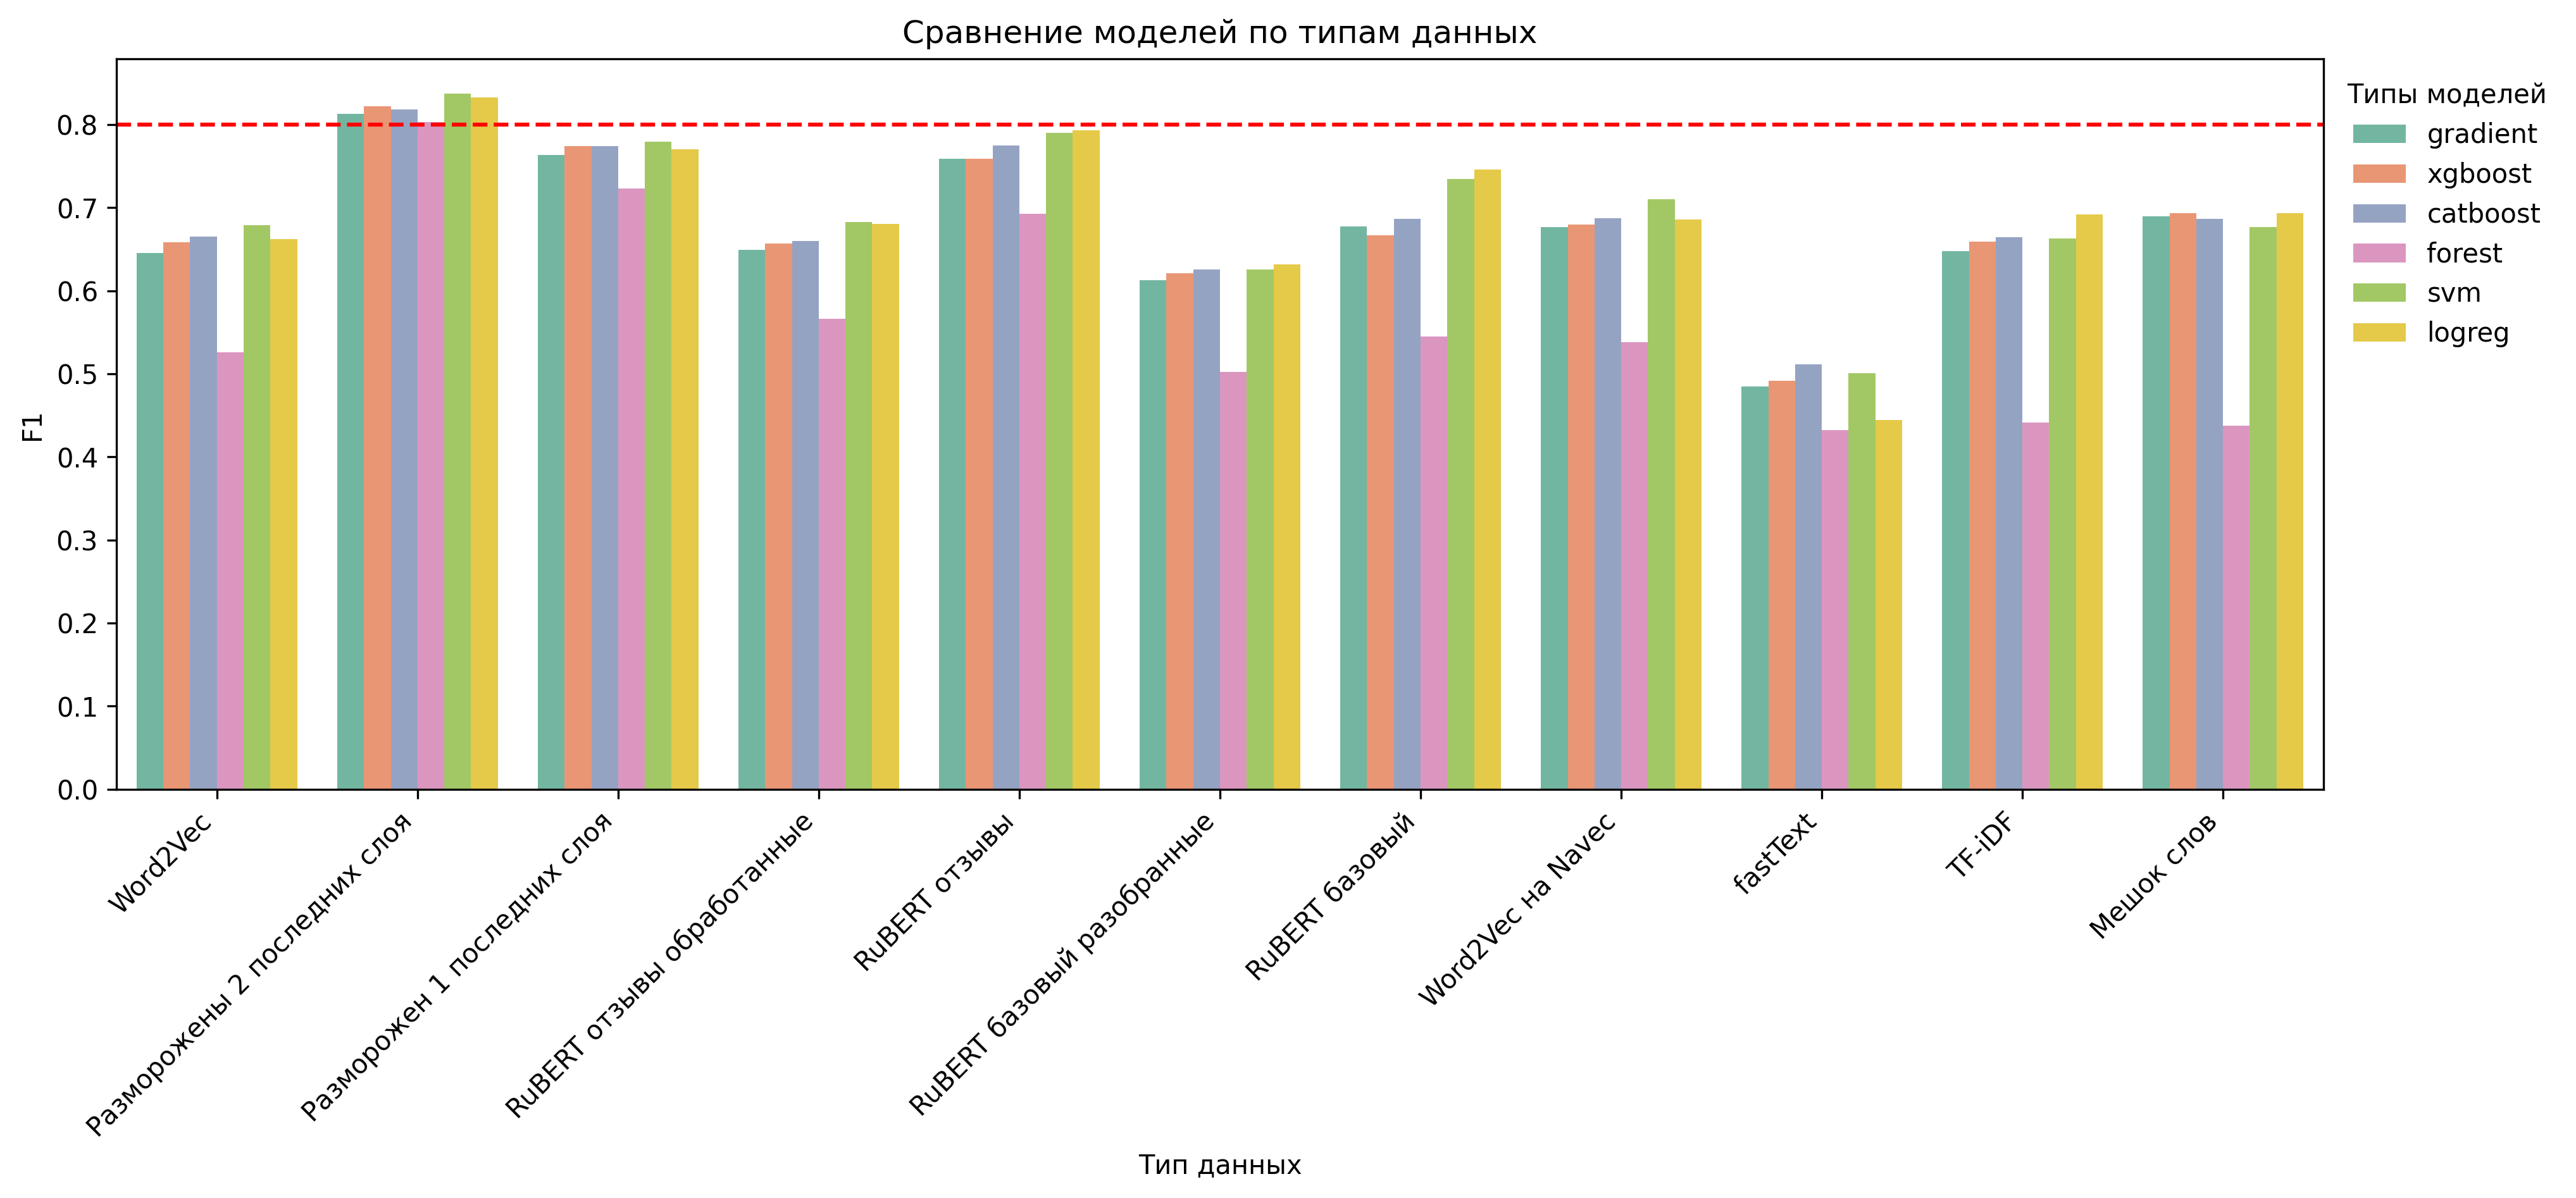 Сравнение моделей по типам данных
F1
0.8
0.7
0.6
0.5
0.4
0.3
0.2
0.1
0.0
Word2Vec
Разморожены 2 последних слоя
Разморожен 1 последних слоя
RuBERT отзывы обработанные
RuBERT отзывы
RuBERT базовый разобранные
RuBERT базовый
Word2Vec на Navec
fastText
TF-iDF
Мешок слов
Тип данных
Типы моделей
gradient
xgboost
catboost
forest
svm
logreg